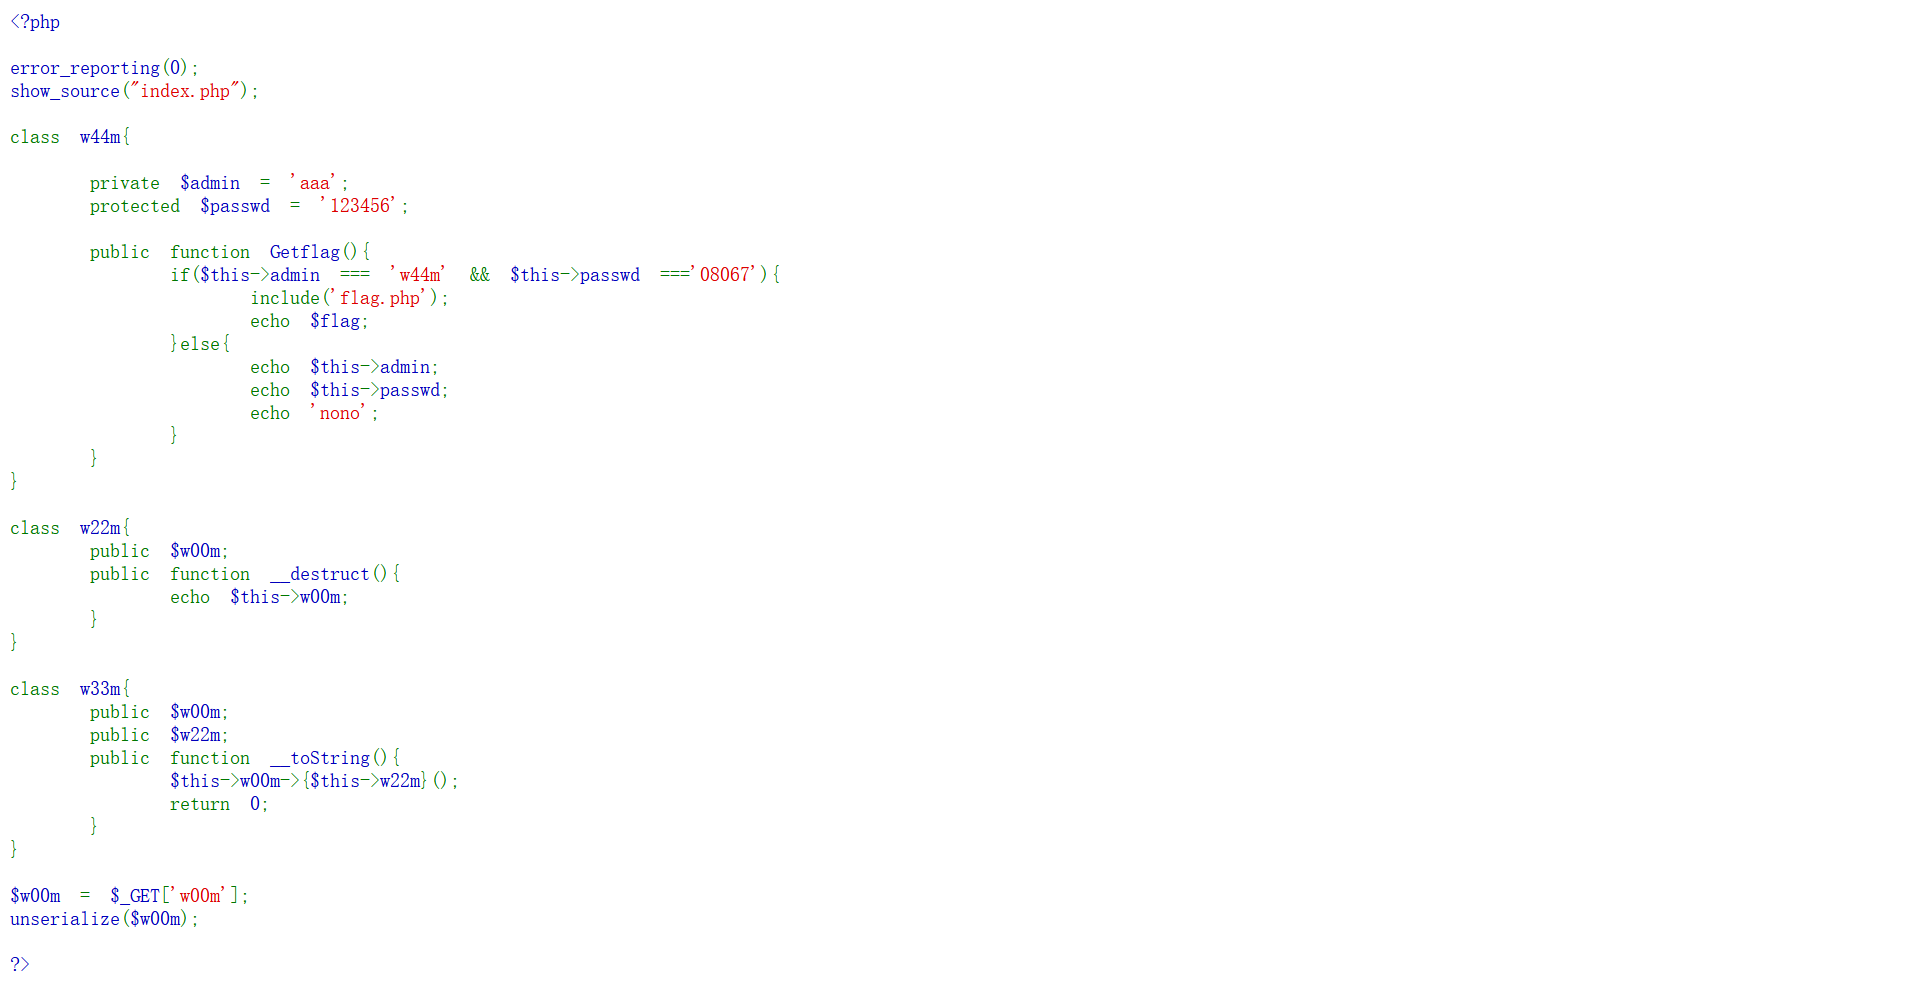 <?php
error_reporting(0);
show_source("index.php");
class w44m{
private $admin = 'aaa';
protected $passwd = '123456';
public function Getflag(){
if($this->admin === 'w44m' && $this->passwd ==='08067'){
include('flag.php');
echo $flag;
}else{
echo $this->admin;
echo $this->passwd;
echo 'nono';
}
}
}
class w22m{
public $w00m;
public function __destruct(){
echo $this->w00m;
}
}
class w33m{
public $w00m;
public $w22m;
public function __toString(){
$this->w00m->{$this->w22m}();
return 0;
}
}
$w00m = $_GET['w00m'];
unserialize($w00m);
?>